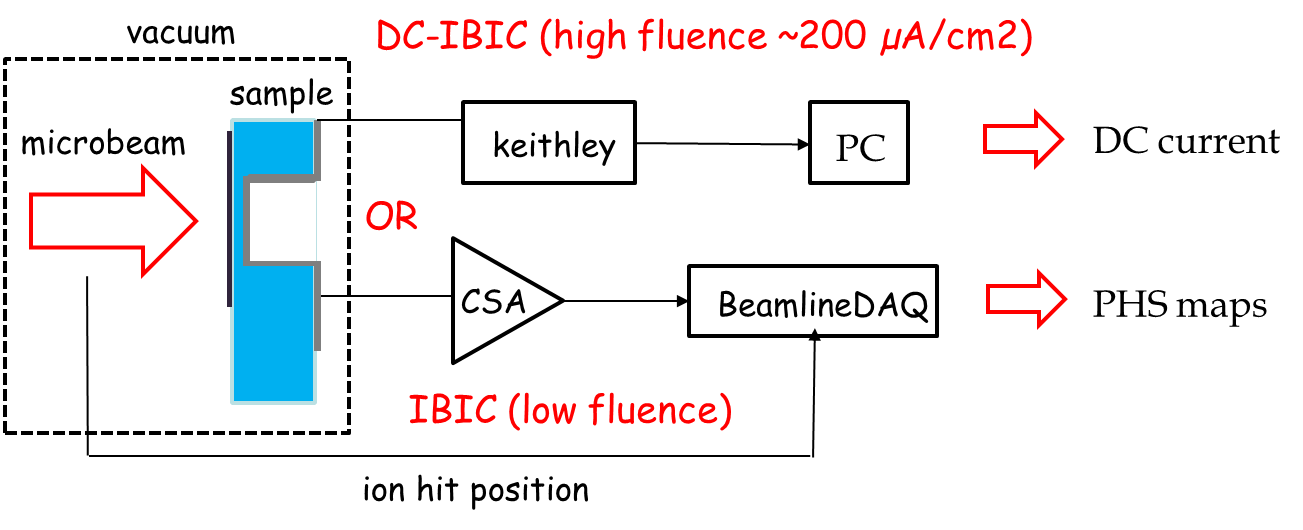 vacuum
DC-IBIC (high fluence ~200 µA/cm2)
sample
microbeam
keithley
PC
DC current
OR
CSA
BeamlineDAQ
PHS maps
IBIC (low fluence)
ion hit position